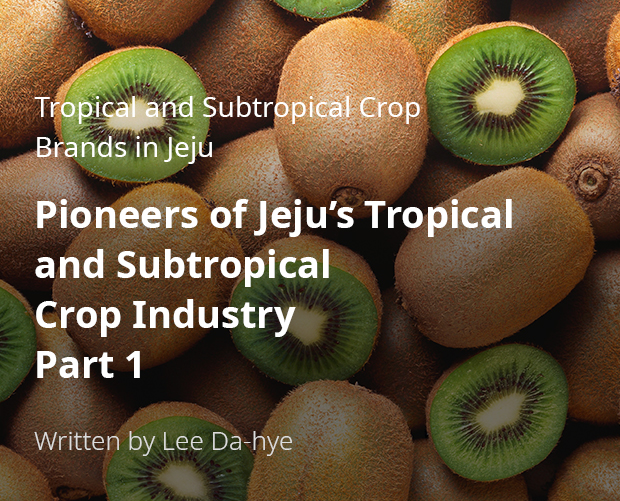 Tropical and Subtropical Crop
Brands in Jeju
Pioneers of Jeju’s Tropical
and Subtropical
Crop Industry
Part 1
Written by Lee Da-hye